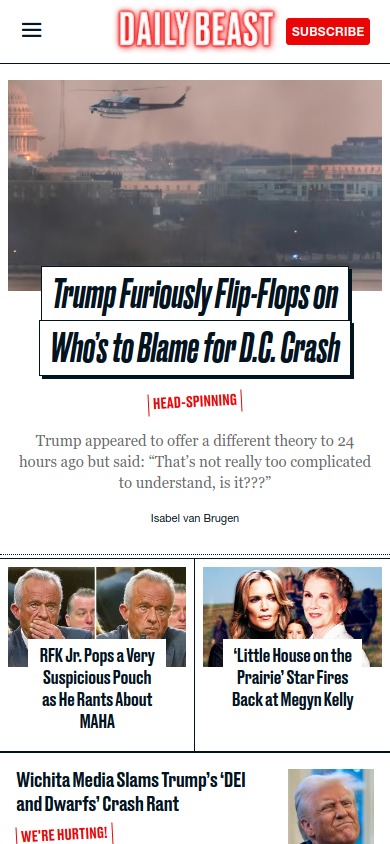 DAILY BEAST
SUBSCRIBE
Trump Furiously Flip-Flops on
Who's to Blame for D.C. Crash
HEAD-SPINNING
Trump appeared to offer a different theory to 24
hours ago but said: “That’s not really too complicated
to understand, is it???”
Isabel van Brugen
RFK Jr. Pops a Very
Suspicious Pouch
as He Rants About
MAHA
‘Little House on the
Prairie’ Star Fires
Back at Megyn Kelly
Wichita Media Slams Trump’s ‘DEI
and Dwarfs’ Crash Rant
WE'RE HURTING!